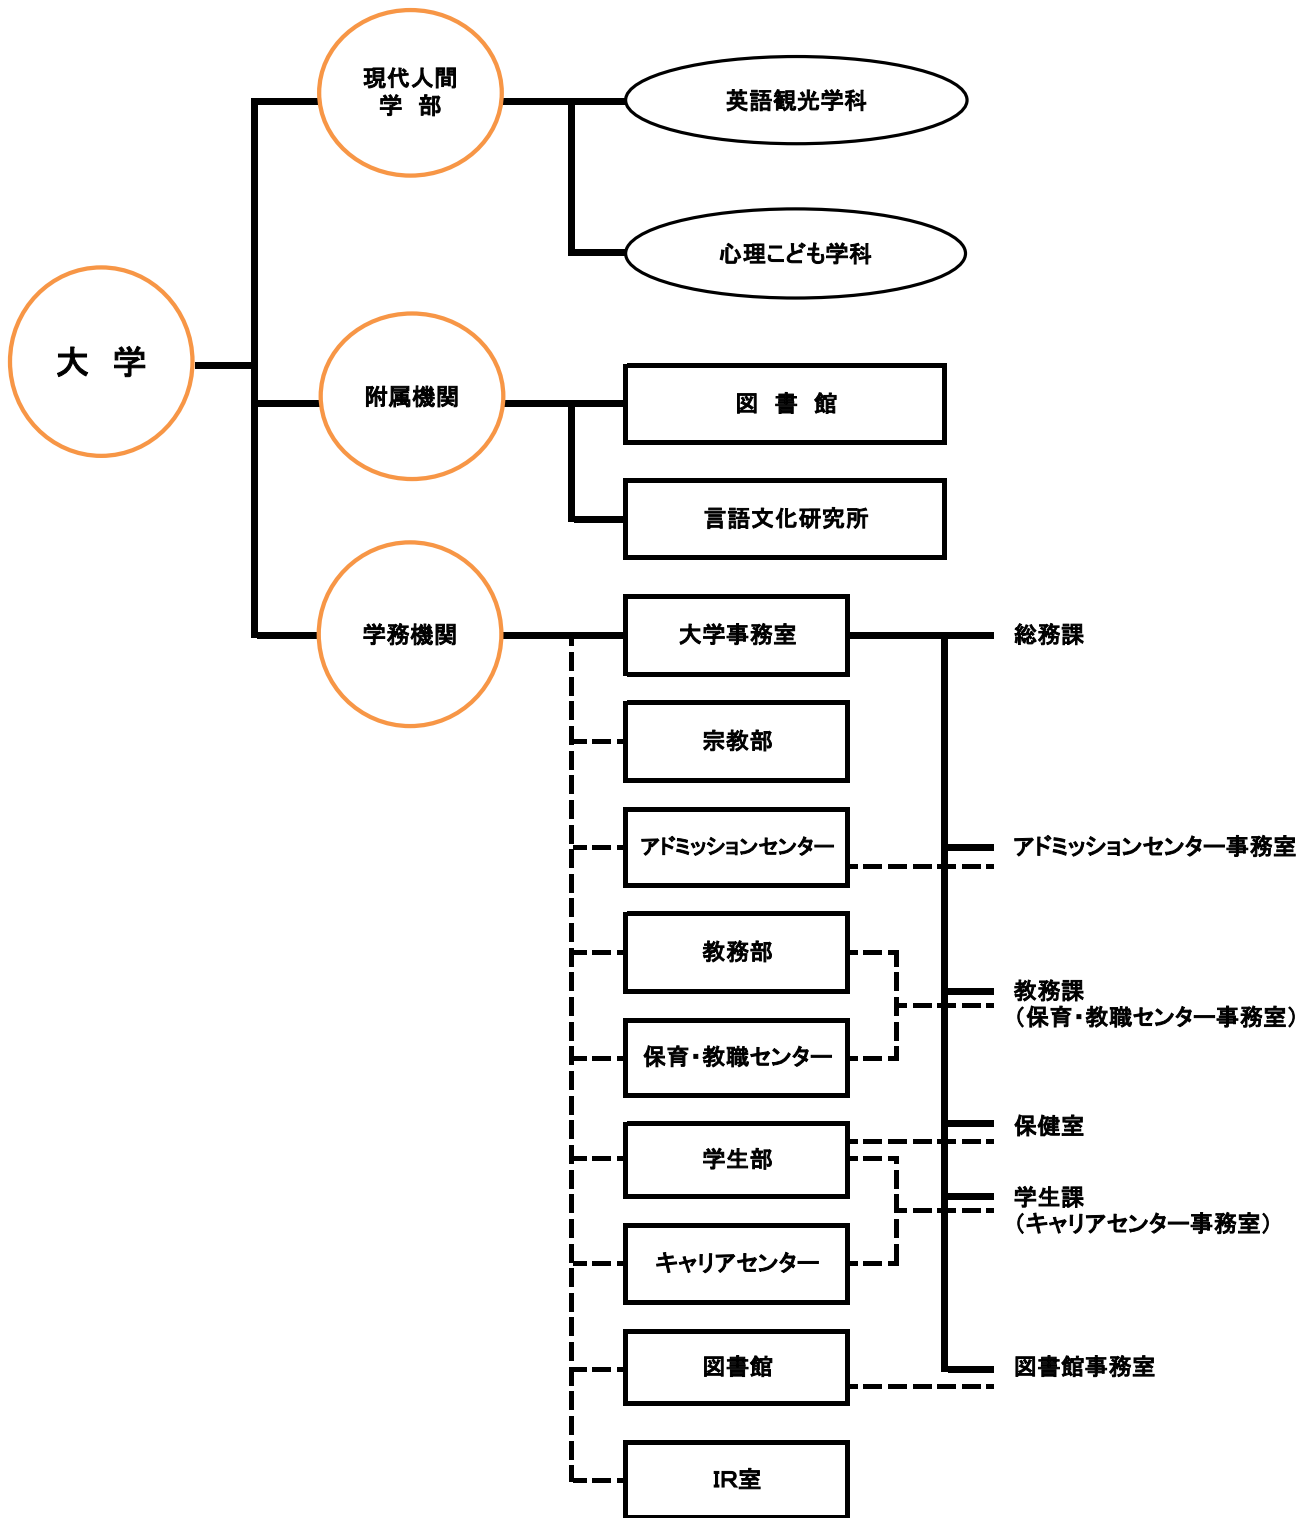 現代人間
学　部
英語観光学科
心理こども学科
大　学
附属機関
図　書　館
言語文化研究所
学務機関
大学事務室
総務課
宗教部
アドミッションセンター
アドミッションセンター事務室
教務部
教務課
（保育・教職センター事務室）
保育・教職センター
保健室
学生部
学生課
（キャリアセンター事務室）
キャリアセンター
図書館
図書館事務室
IR室